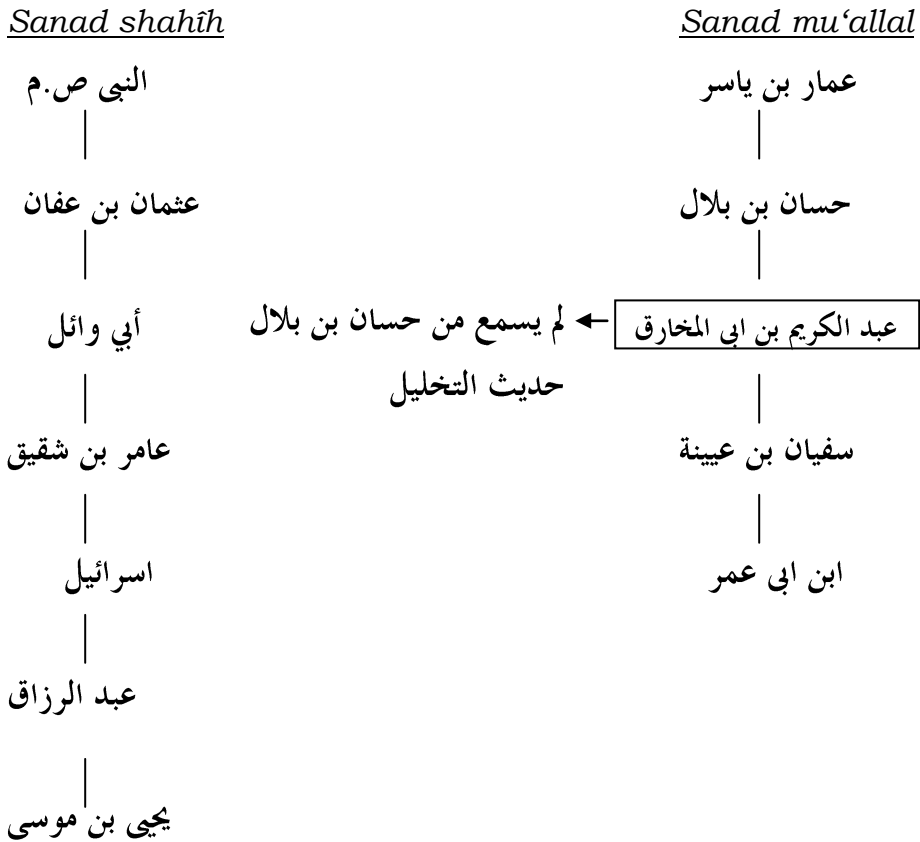 Sanad shahîh
Sanad mu‘allal
النبى ص.م
عمار بن ياسر
عثمان بن عفان
حسان بن بلال
أبي وائل
لم يسمع من حسان بن بلال
عبد الكريم بن ابى المخارق
حديث التخليل
عامر بن شقيق
سفيان بن عيينة
اسرائيل
ابن ابى عمر
عبد الرزاق
يحيى بن موسى